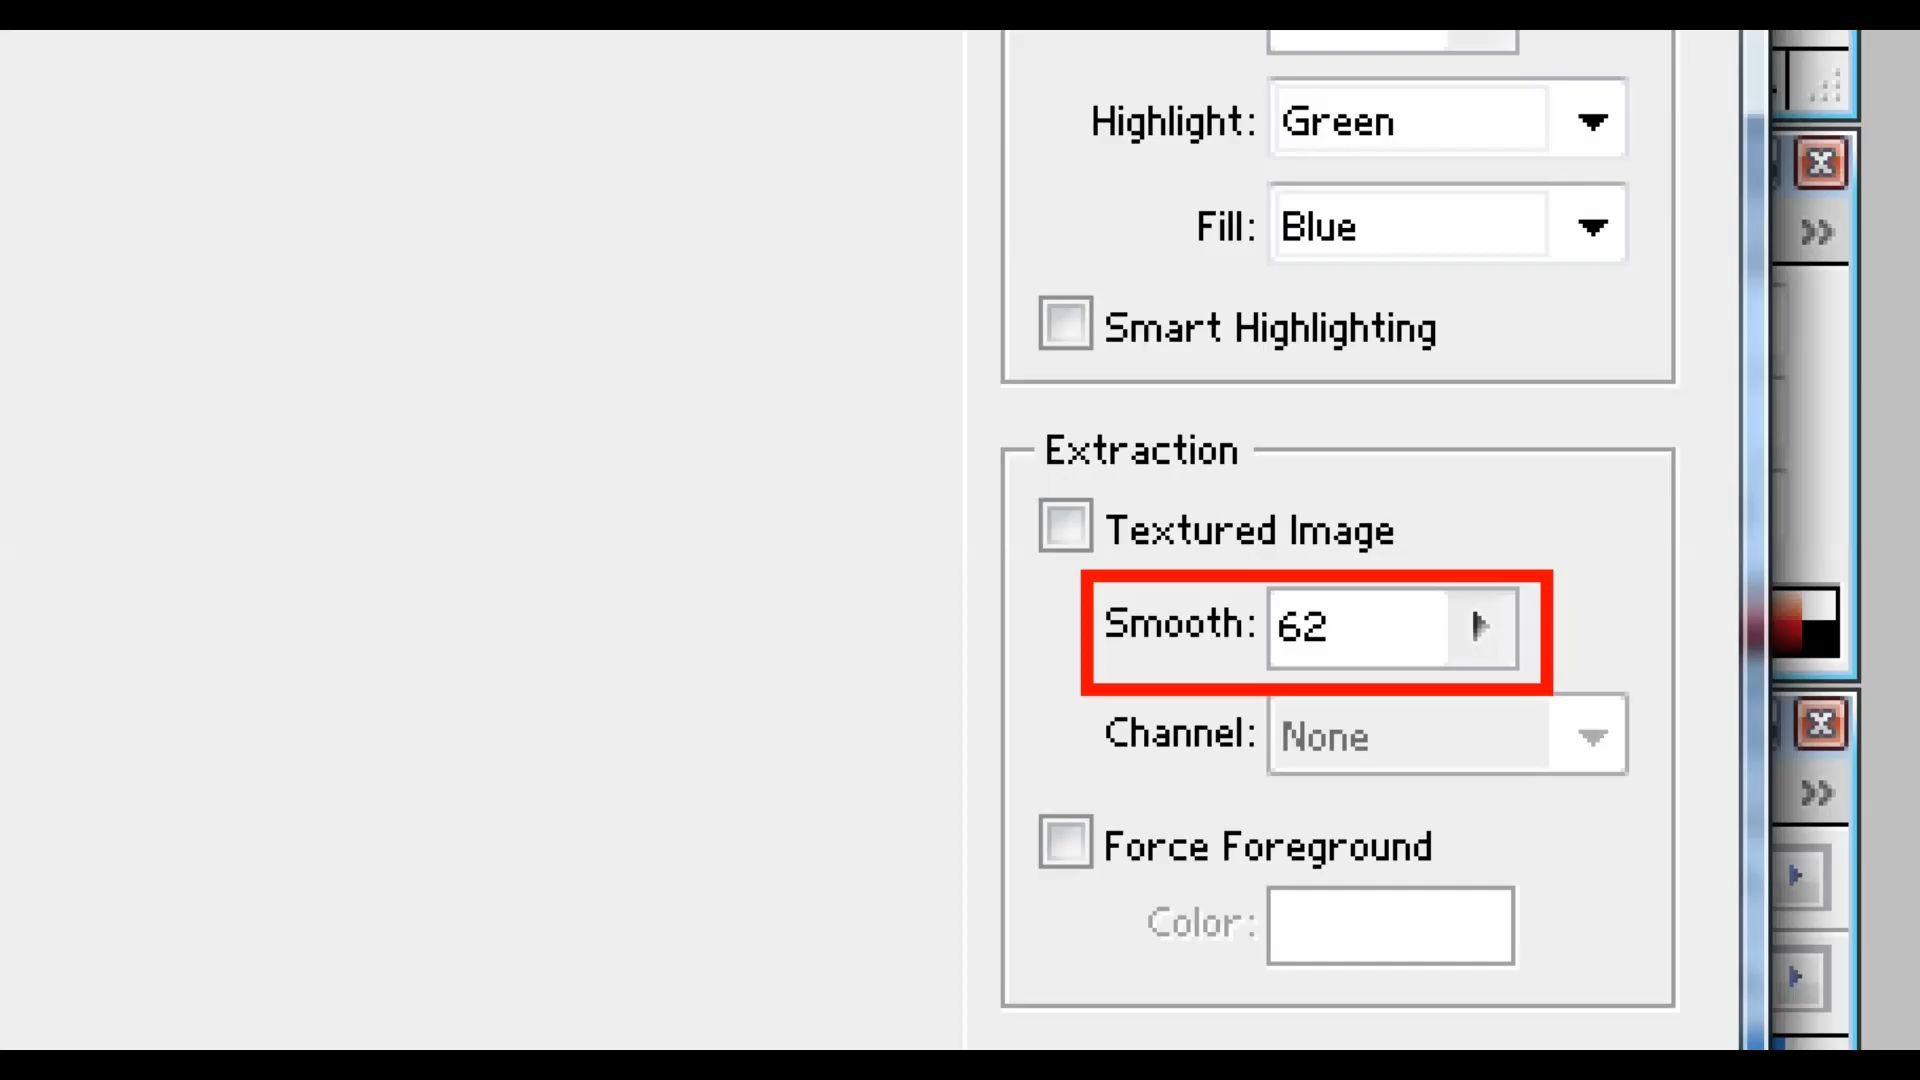 Highlight: Green
Fill: Blue
Smart Highlighting
Extraction
Textured Image
Smooth: 62
Channel: None
Force Foreground
Color: